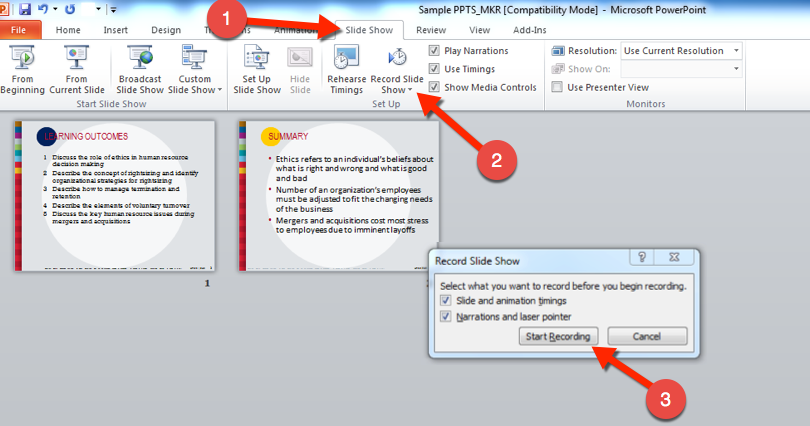 Sample PPTS_MKR [Compatibility Mode] - Microsoft PowerPoint
1
File Home Insert Design Slide Show Review View Add-Ins
From Beginning
From Current Slide
Broadcast Slide Show
Custom Slide Show
Set Up Slide Show
Hide Slide
Rehearse Timings
Record Slide Show
Play Narrations
Use Timings
Show Media Controls
Resolution: Use Current Resolution
Show On:
Use Presenter View
Start Slide Show
Set Up
Monitors
2
LEARNING OUTCOMES
1 Discuss the role of ethics in human resource
decision making
2 Describe the concept of rightsizing and identify
organizational strategies for rightsizing
3 Describe how to manage termination and
retention
4 Describe the elements of voluntary turnover
5 Discuss the key human resource issues during
mergers and acquisitions
1
SUMMARY
• Ethics refers to an individual's beliefs about
what is right and wrong and what is good
and bad
• Number of an organization's employees
must be adjusted to fit the changing needs
of the business
• Mergers and acquisitions cost most stress
to employees due to imminent layoffs
Record Slide Show
Select what you want to record before you begin recording.
Slide and animation timings
Narrations and laser pointer
Start Recording Cancel
3